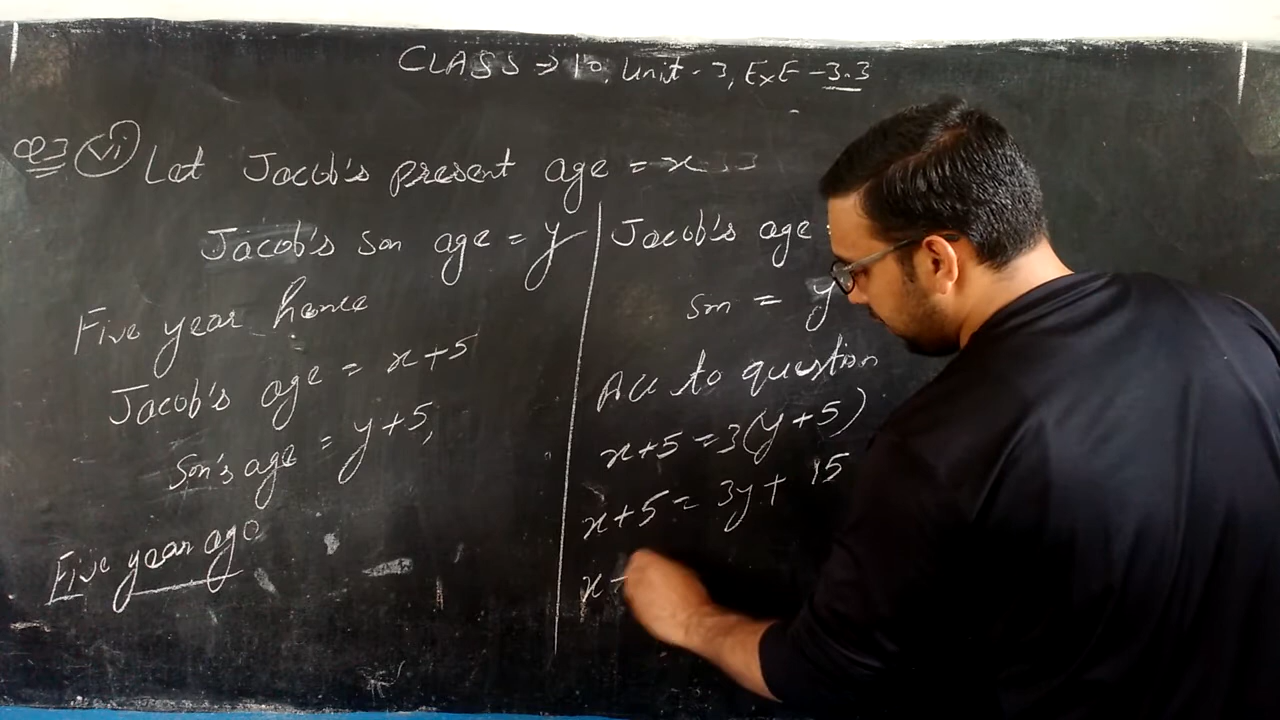 CLASS → 10, Unit - 3, ExE - 3.3
Q3 (vi) Let Jacob's present age = x
Jacob's son age = y
Five year hence
Jacob's age = x+5
Son's age = y+5,
Five year ago
Jacob's age
son = y
Acc to question
x+5 = 3(y+5)
x+5 = 3y + 15
x -